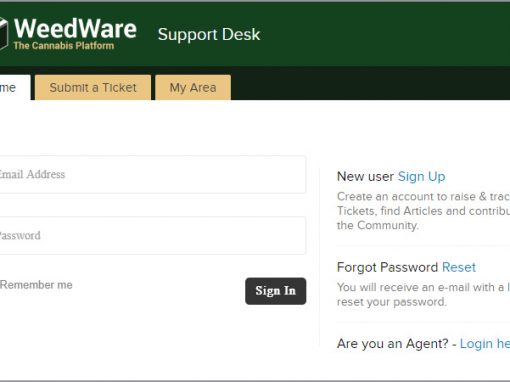 WeedWare
The Cannabis Platform
Support Desk
me
Submit a Ticket
My Area
Email Address
Password
Remember me
Sign In
New user Sign Up
Create an account to raise & trac
Tickets, find Articles and contribu
the Community.
Forgot Password Reset
You will receive an e-mail with a l
reset your password.
Are you an Agent? - Login he